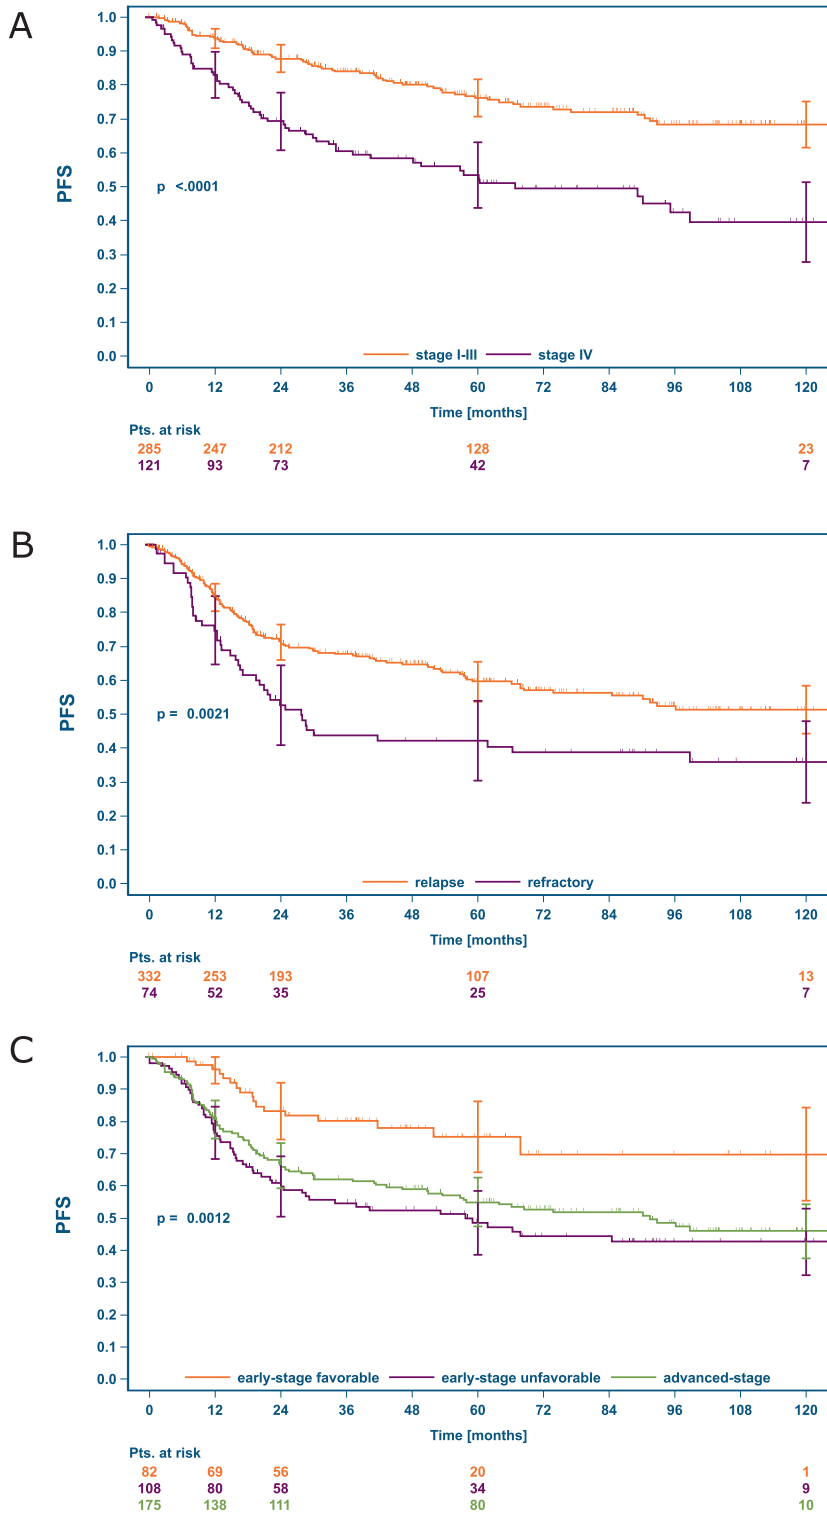 A
1.0
0.9
0.8
0.7
0.6
0.5
0.4
0.3
0.2
0.1
0.0
PFS
p <.0001
stage I-III stage IV
0 12 24 36 48 60 72 84 96 108 120
Time [months]
Pts. at risk
285 247 212 128 23
121 93 73 42 7
B
1.0
0.9
0.8
0.7
0.6
0.5
0.4
0.3
0.2
0.1
0.0
PFS
p = 0.0021
relapse refractory
0 12 24 36 48 60 72 84 96 108 120
Time [months]
Pts. at risk
332 253 193 107 13
74 52 35 25 7
C
1.0
0.9
0.8
0.7
0.6
0.5
0.4
0.3
0.2
0.1
0.0
PFS
p = 0.0012
early-stage favorable early-stage unfavorable advanced-stage
0 12 24 36 48 60 72 84 96 108 120
Time [months]
Pts. at risk
82 69 56 20 1
108 80 58 34 9
175 138 111 80 10